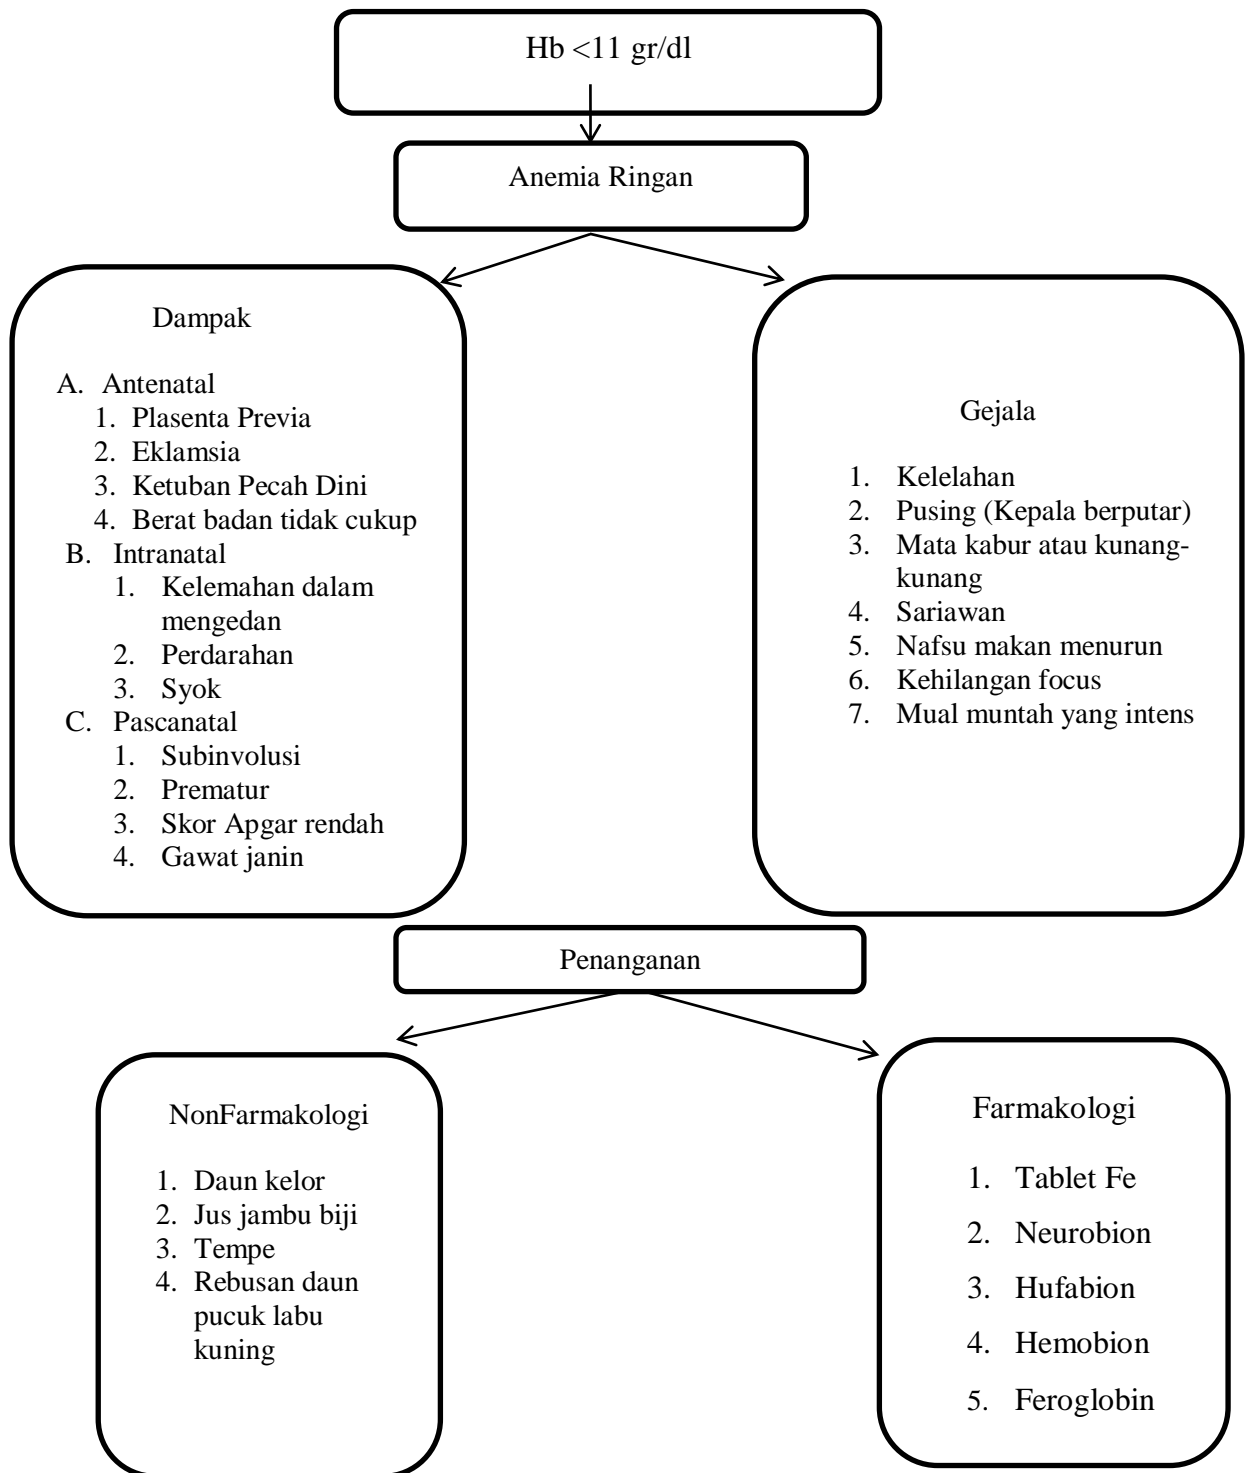 Hb <11 gr/dl
Anemia Ringan
Dampak
A. Antenatal
1. Plasenta Previa
2. Eklamsia
3. Ketuban Pecah Dini
4. Berat badan tidak cukup
B. Intranatal
1. Kelemahan dalam
mengedan
2. Perdarahan
3. Syok
C. Pascanatal
1. Subinvolusi
2. Prematur
3. Skor Apgar rendah
4. Gawat janin
Gejala
1. Kelelahan
2. Pusing (Kepala berputar)
3. Mata kabur atau kunang-
kunang
4. Sariawan
5. Nafsu makan menurun
6. Kehilangan focus
7. Mual muntah yang intens
Penanganan
NonFarmakologi
1. Daun kelor
2. Jus jambu biji
3. Tempe
4. Rebusan daun
pucuk labu
kuning
Farmakologi
1. Tablet Fe
2. Neurobion
3. Hufabion
4. Hemobion
5. Feroglobin